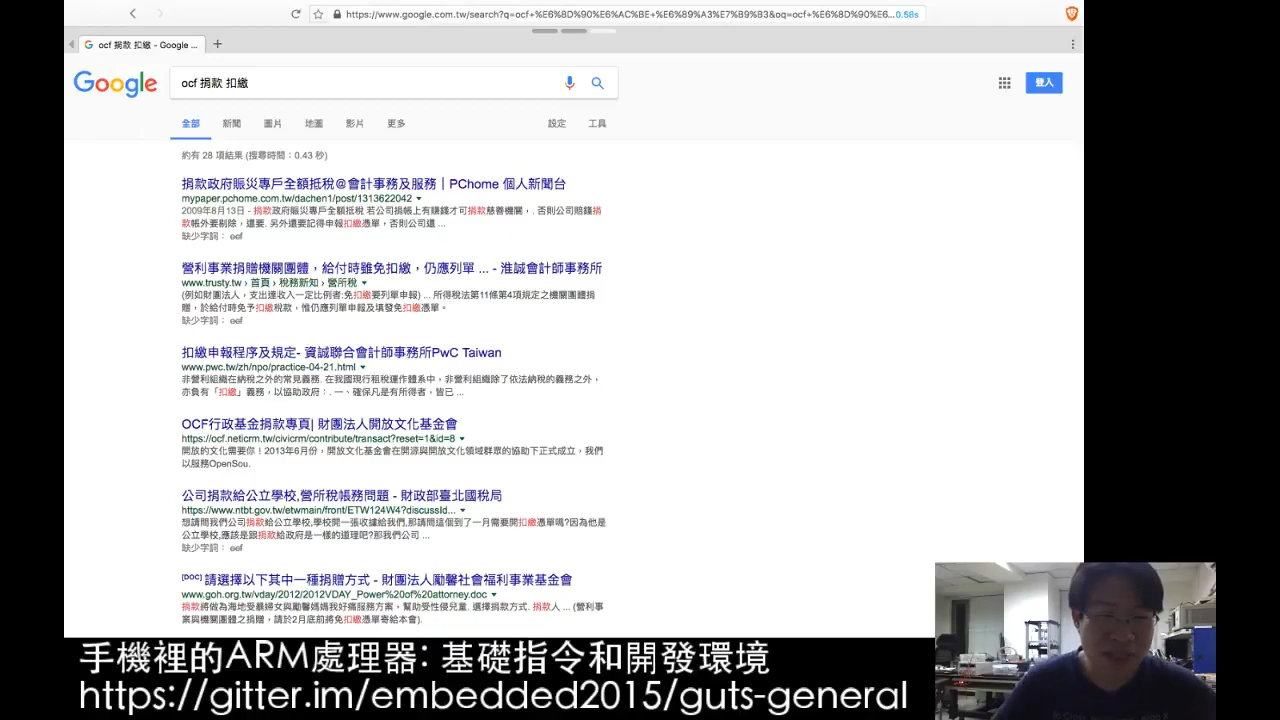 https://www.google.com.tw/search?q=ocf+%E6%8D%90%E6%AC%BE+%E6%89%A3%E7%B9%B3&oq=ocf+%E6%8D%90%E6... 0.58s
ocf 捐款 扣繳 - Google ...
Google
ocf 捐款 扣繳
登入
全部 新聞 圖片 地圖 影片 更多 設定 工具
約有 28 項結果 (搜尋時間：0.43 秒)
捐款政府賑災專戶全額抵稅@會計事務及服務｜PChome 個人新聞台
mypaper.pchome.com.tw/dachen1/post/1313622042
2009年8月13日 - 捐款政府賑災專戶全額抵稅 若公司捐帳上有賺錢才可捐款慈善機關，. 否則公司賠錢捐
款帳外要剔除，還要. 另外還要記得申報扣繳憑單，否則公司還 ...
缺少字詞： ocf
營利事業捐贈機關團體，給付時雖免扣繳，仍應列單 ... - 淮誠會計師事務所
www.trusty.tw › 首頁 › 稅務新知 › 營所稅
(例如財團法人，支出達收入一定比例者:免扣繳要列單申報) ... 所得稅法第11條第4項規定之機關團體捐
贈，於給付時免予扣繳稅款，惟仍應列單申報及填發免扣繳憑單。
缺少字詞： ocf
扣繳申報程序及規定- 資誠聯合會計師事務所PwC Taiwan
www.pwc.tw/zh/npo/practice-04-21.html
非營利組織在納稅之外的常見義務. 在我國現行租稅運作體系中，非營利組織除了依法納稅的義務之外，
亦負有「扣繳」義務，以協助政府：. 一、確保凡是有所得者，皆已 ...
OCF行政基金捐款專頁| 財團法人開放文化基金會
https://ocf.neticrm.tw/civicrm/contribute/transact?reset=1&id=8
開放的文化需要你！2013年6月份，開放文化基金會在開源與開放文化領域群眾的協助下正式成立，我們
以服務OpenSou.
公司捐款給公立學校,營所稅帳務問題 - 財政部臺北國稅局
https://www.ntbt.gov.tw/etwmain/front/ETW124W4?discussId...
想請問我們公司捐款給公立學校,學校開一張收據給我們,那請問這個到了一月需要開扣繳憑單嗎?因為他是
公立學校,應該是跟捐款給政府是一樣的道理吧?那我們公司 ...
缺少字詞： ocf
[DOC] 請選擇以下其中一種捐贈方式 - 財團法人勵馨社會福利事業基金會
www.goh.org.tw/vday/2012/2012VDAY_Power%20of%20attorney.doc
捐款將做為海地受暴婦女與勵馨媽媽我好痛服務方案，幫助受性侵兒童. 選擇捐款方式. 捐款人 ... (營利事
業與機關團體之捐贈，請於2月底前將免扣繳憑單寄給本會).
手機裡的ARM處理器: 基礎指令和開發環境
https://gitter.im/embedded2015/guts-general